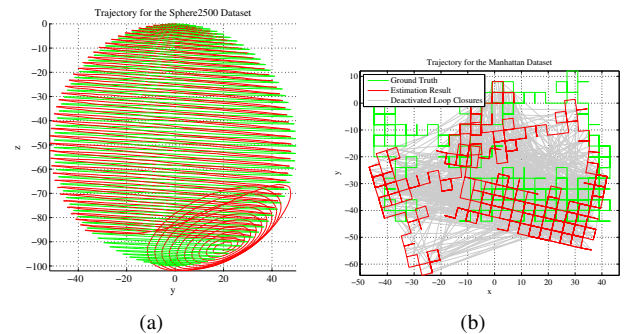 Trajectory for the Sphere2500 Dataset
0
−10
−20
−30
−40
−50
−60
−70
−80
−90
−100
z
−40 −20 0 20 40
y
(a)
Trajectory for the Manhattan Dataset
Ground Truth
Estimation Result
Deactivated Loop Closures
10
0
−10
−20
−30
−40
−50
−60
y
−50 −40 −30 −20 −10 0 10 20 30 40
x
(b)